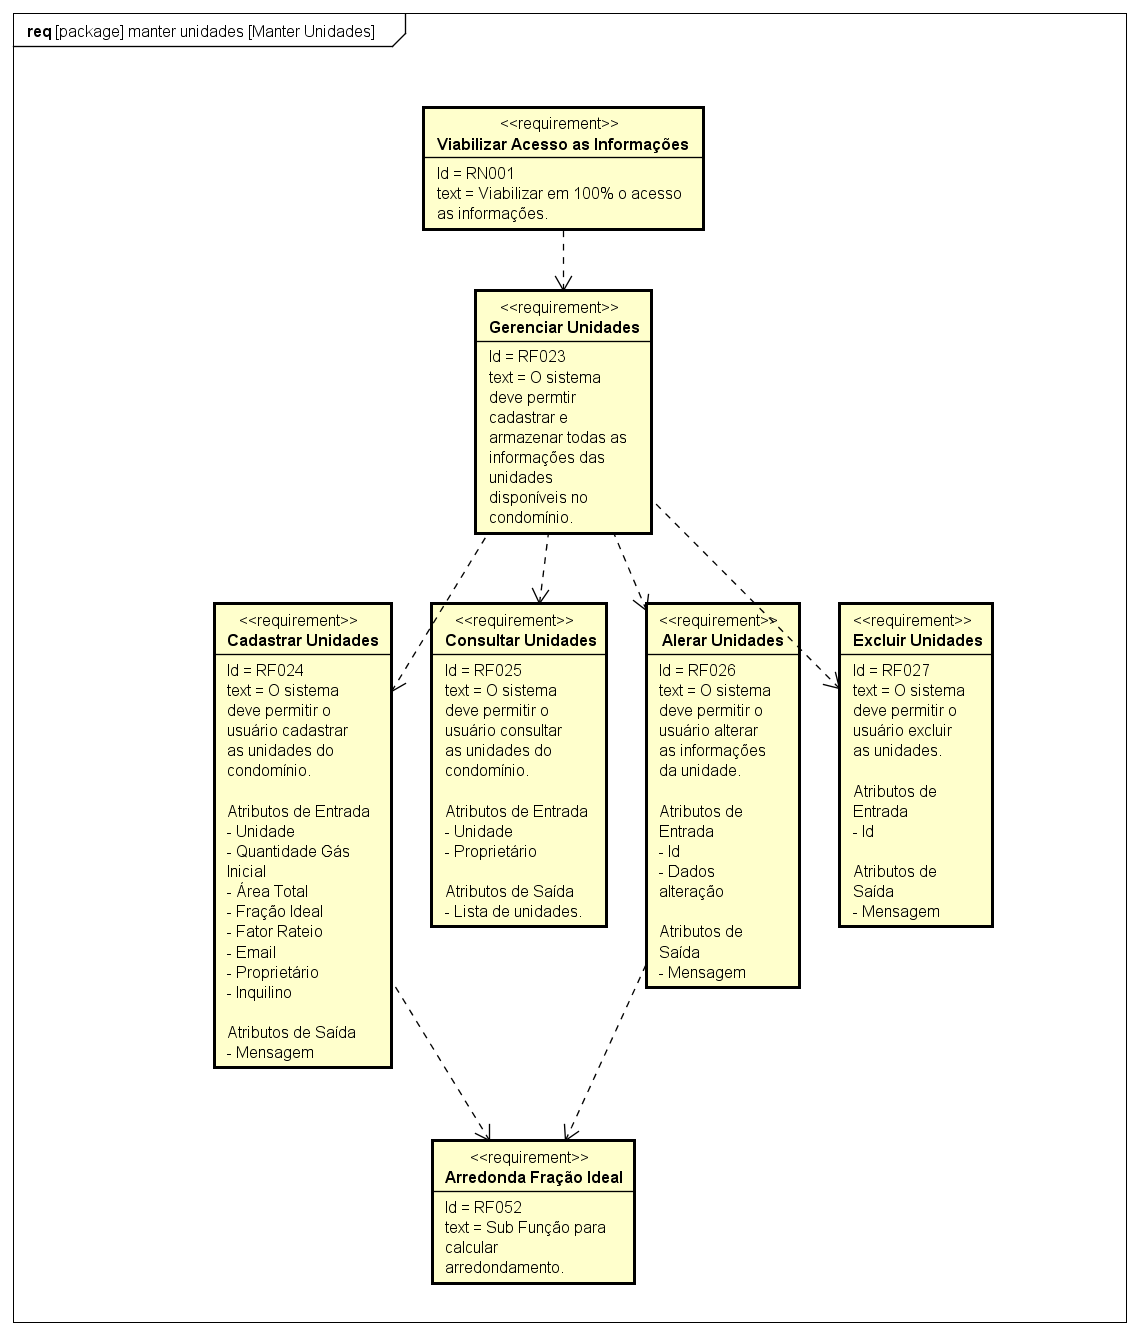 req [package] manter unidades [Manter Unidades]
<<requirement>>
Viabilizar Acesso as Informações
Id = RN001
text = Viabilizar em 100% o acesso
as informações.
<<requirement>>
Gerenciar Unidades
Id = RF023
text = O sistema
deve permtir
cadastrar e
armazenar todas as
informações das
unidades
disponíveis no
condomínio.
<<requirement>>
Cadastrar Unidades
Id = RF024
text = O sistema
deve permitir o
usuário cadastrar
as unidades do
condomínio.
Atributos de Entrada
- Unidade
- Quantidade Gás
Inicial
- Área Total
- Fração Ideal
- Fator Rateio
- Email
- Proprietário
- Inquilino
Atributos de Saída
- Mensagem
<<requirement>>
Consultar Unidades
Id = RF025
text = O sistema
deve permitir o
usuário consultar
as unidades do
condomínio.
Atributos de Entrada
- Unidade
- Proprietário
Atributos de Saída
- Lista de unidades.
<<requirement>>
Alerar Unidades
Id = RF026
text = O sistema
deve permitir o
usuário alterar
as informações
da unidade.
Atributos de
Entrada
- Id
- Dados
alteração
Atributos de
Saída
- Mensagem
<<requirement>>
Excluir Unidades
Id = RF027
text = O sistema
deve permitir o
usuário excluir
as unidades.
Atributos de
Entrada
- Id
Atributos de
Saída
- Mensagem
<<requirement>>
Arredonda Fração Ideal
Id = RF052
text = Sub Função para
calcular
arredondamento.